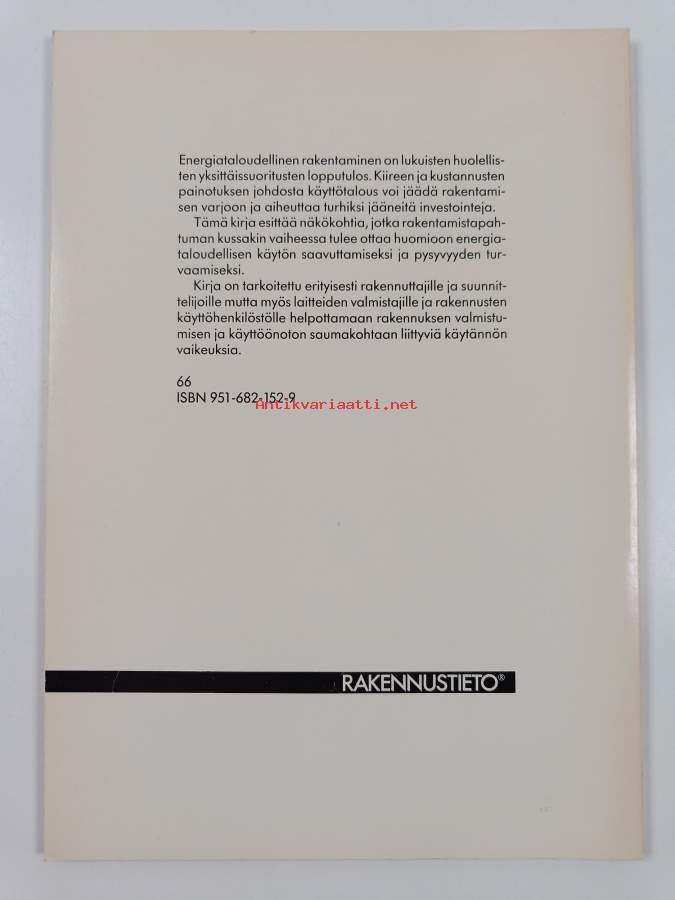 Energiataloudellinen rakentaminen on lukuisten huolellis-
ten yksittäissuoritusten lopputulos. Kiireen ja kustannusten
painotuksen johdosta käyttötalous voi jäädä rakentami-
sen varjoon ja aiheuttaa turhiksi jääneitä investointeja.
Tämä kirja esittää näkökohtia, jotka rakentamistapah-
tuman kussakin vaiheessa tulee ottaa huomioon energia-
taloudellisen käytön saavuttamiseksi ja pysyvyyden tur-
vaamiseksi.
Kirja on tarkoitettu erityisesti rakennuttajille ja suunnit-
telijoille mutta myös laitteiden valmistajille ja rakennusten
käyttöhenkilöstölle helpottamaan rakennuksen valmistu-
misen ja käyttöönoton saumakohtaan liittyviä käytännön
vaikeuksia.
66
ISBN 951-682-152-9
Antikvariaatti.net
RAKENNUSTIETO®